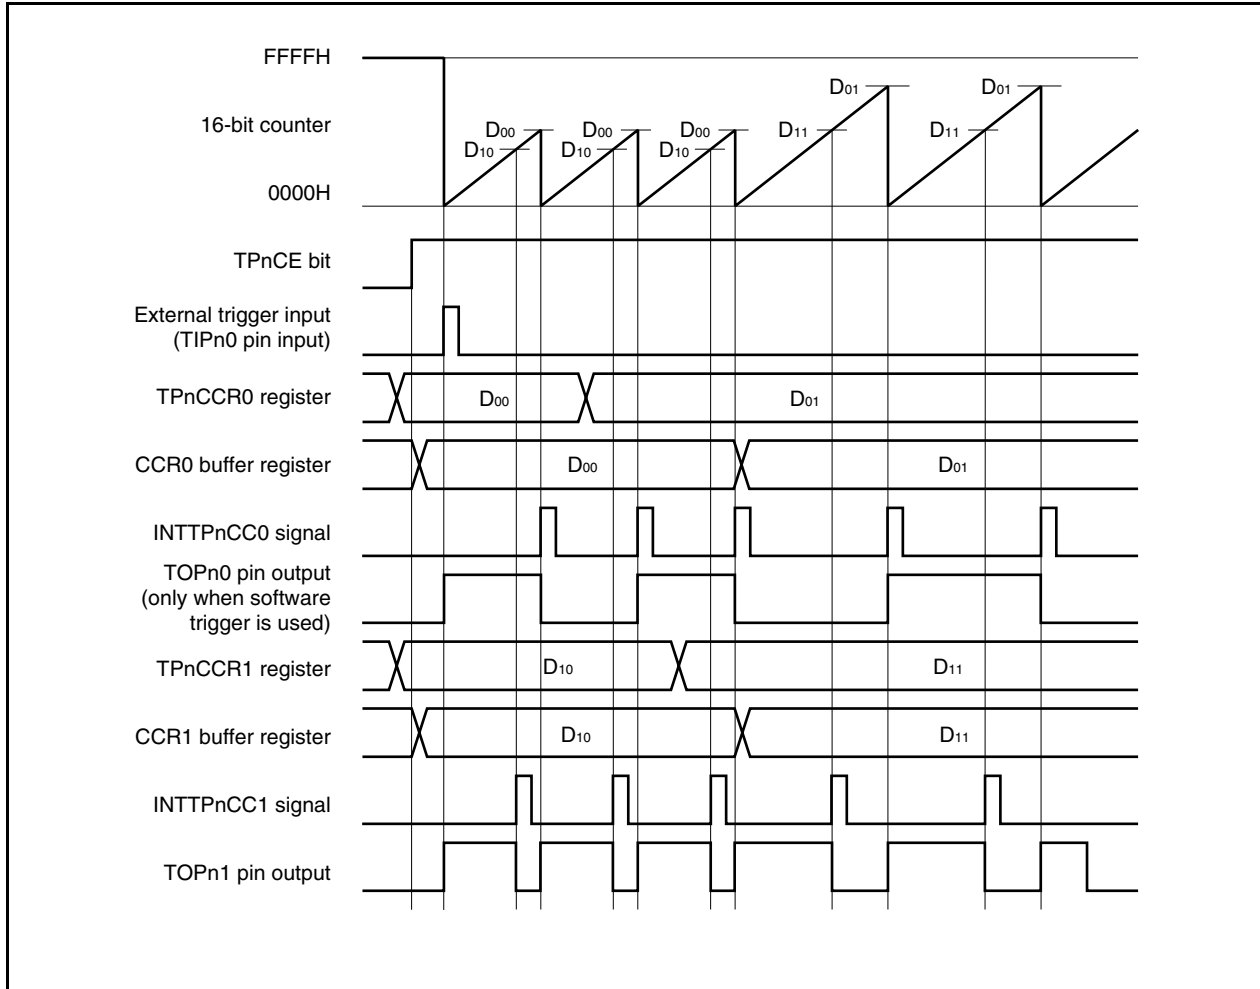 FFFFH
16-bit counter
0000H
D01 D01
D00 D00 D00 D11 D11
D10 D10 D10
TPnCE bit
External trigger input
(TIPn0 pin input)
TPnCCR0 register
D00 D01
CCR0 buffer register
D00 D01
INTTPnCC0 signal
TOPn0 pin output
(only when software
trigger is used)
TPnCCR1 register
D10 D11
CCR1 buffer register
D10 D11
INTTPnCC1 signal
TOPn1 pin output